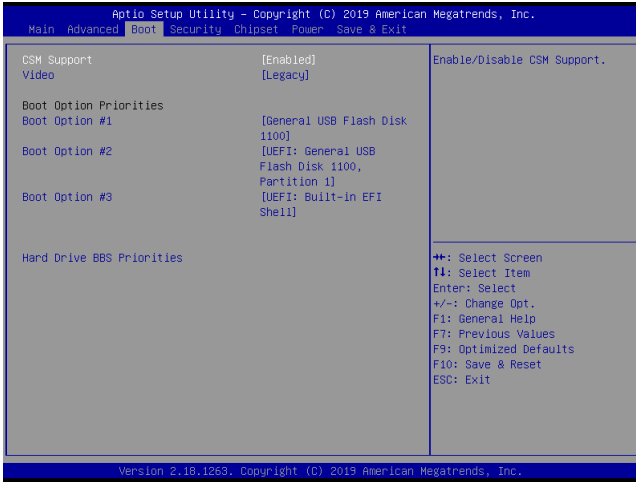 Aptio Setup Utility – Copyright (C) 2019 American Megatrends, Inc.
Main Advanced Boot Security Chipset Power Save & Exit
CSM Support [Enabled]
Video [Legacy]
Boot Option Priorities
Boot Option #1 [General USB Flash Disk
1100]
Boot Option #2 [UEFI: General USB
Flash Disk 1100,
Partition 1]
Boot Option #3 [UEFI: Built-in EFI
Shell]
Hard Drive BBS Priorities
Enable/Disable CSM Support.
→←: Select Screen
↑↓: Select Item
Enter: Select
+/-: Change Opt.
F1: General Help
F7: Previous Values
F9: Optimized Defaults
F10: Save & Reset
ESC: Exit
Version 2.18.1263. Copyright (C) 2019 American Megatrends, Inc.